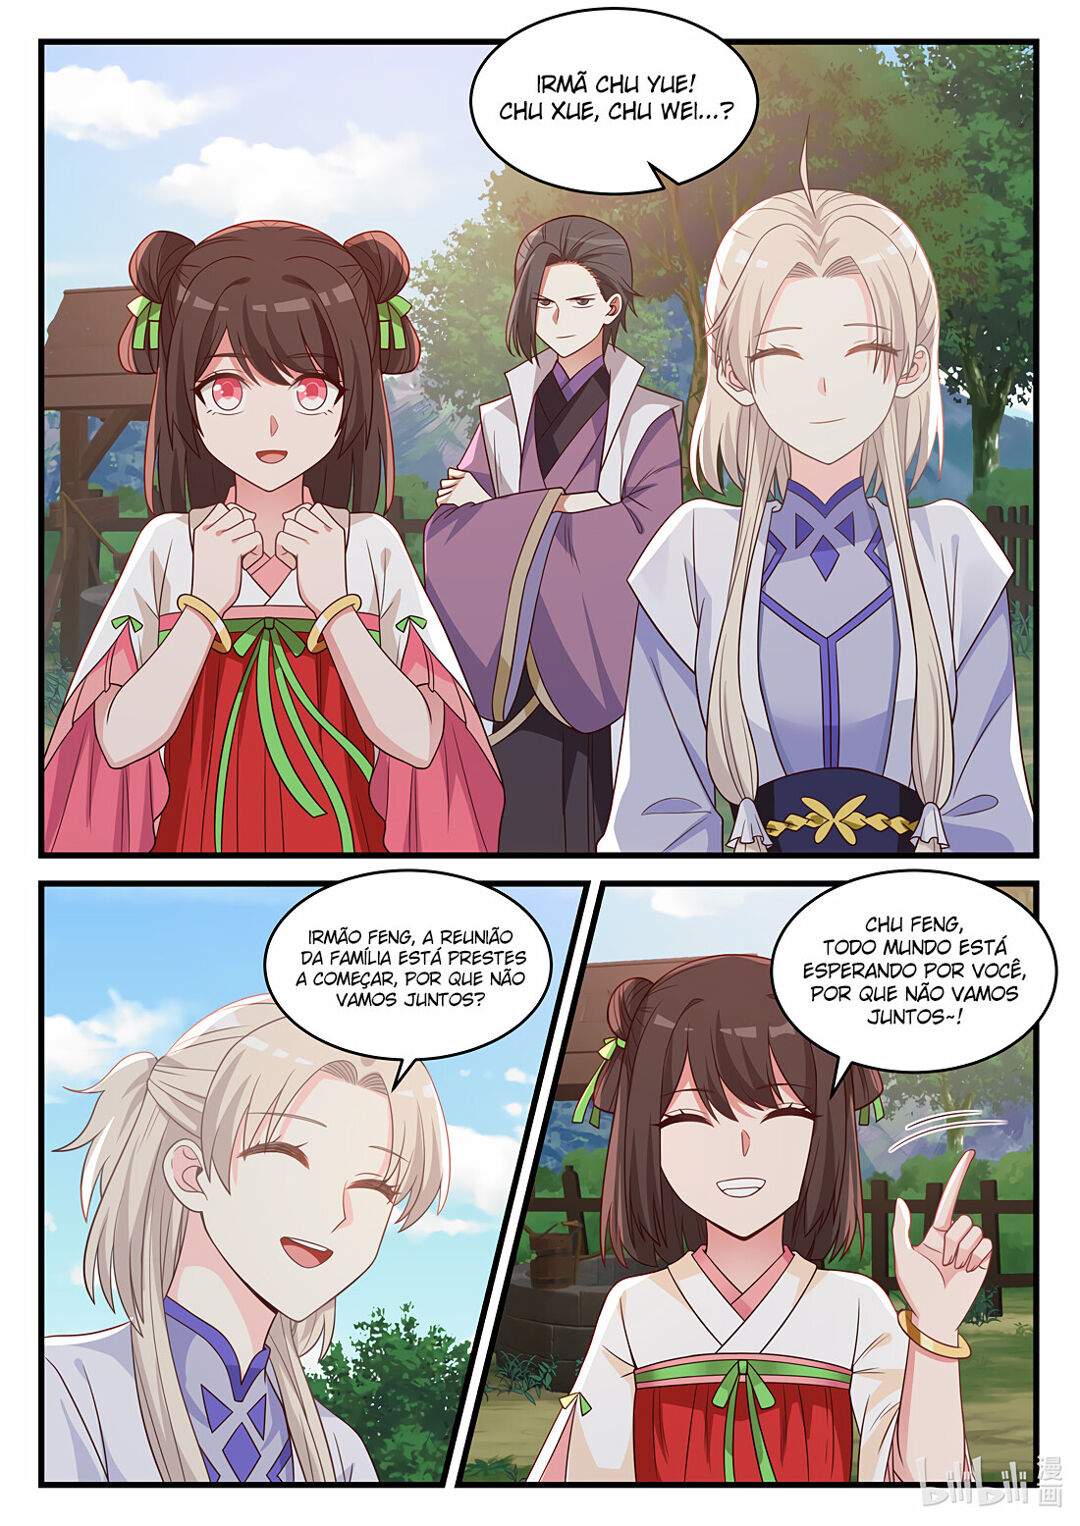 IRMÃ CHU YUE!
CHU XUE, CHU WEI...?
IRMÃO FENG, A REUNIÃO
DA FAMÍLIA ESTÁ PRESTES
A COMEÇAR, POR QUE NÃO
VAMOS JUNTOS?
CHU FENG,
TODO MUNDO ESTÁ
ESPERANDO POR VOCÊ,
POR QUE NÃO VAMOS
JUNTOS~!
bilibili 漫画